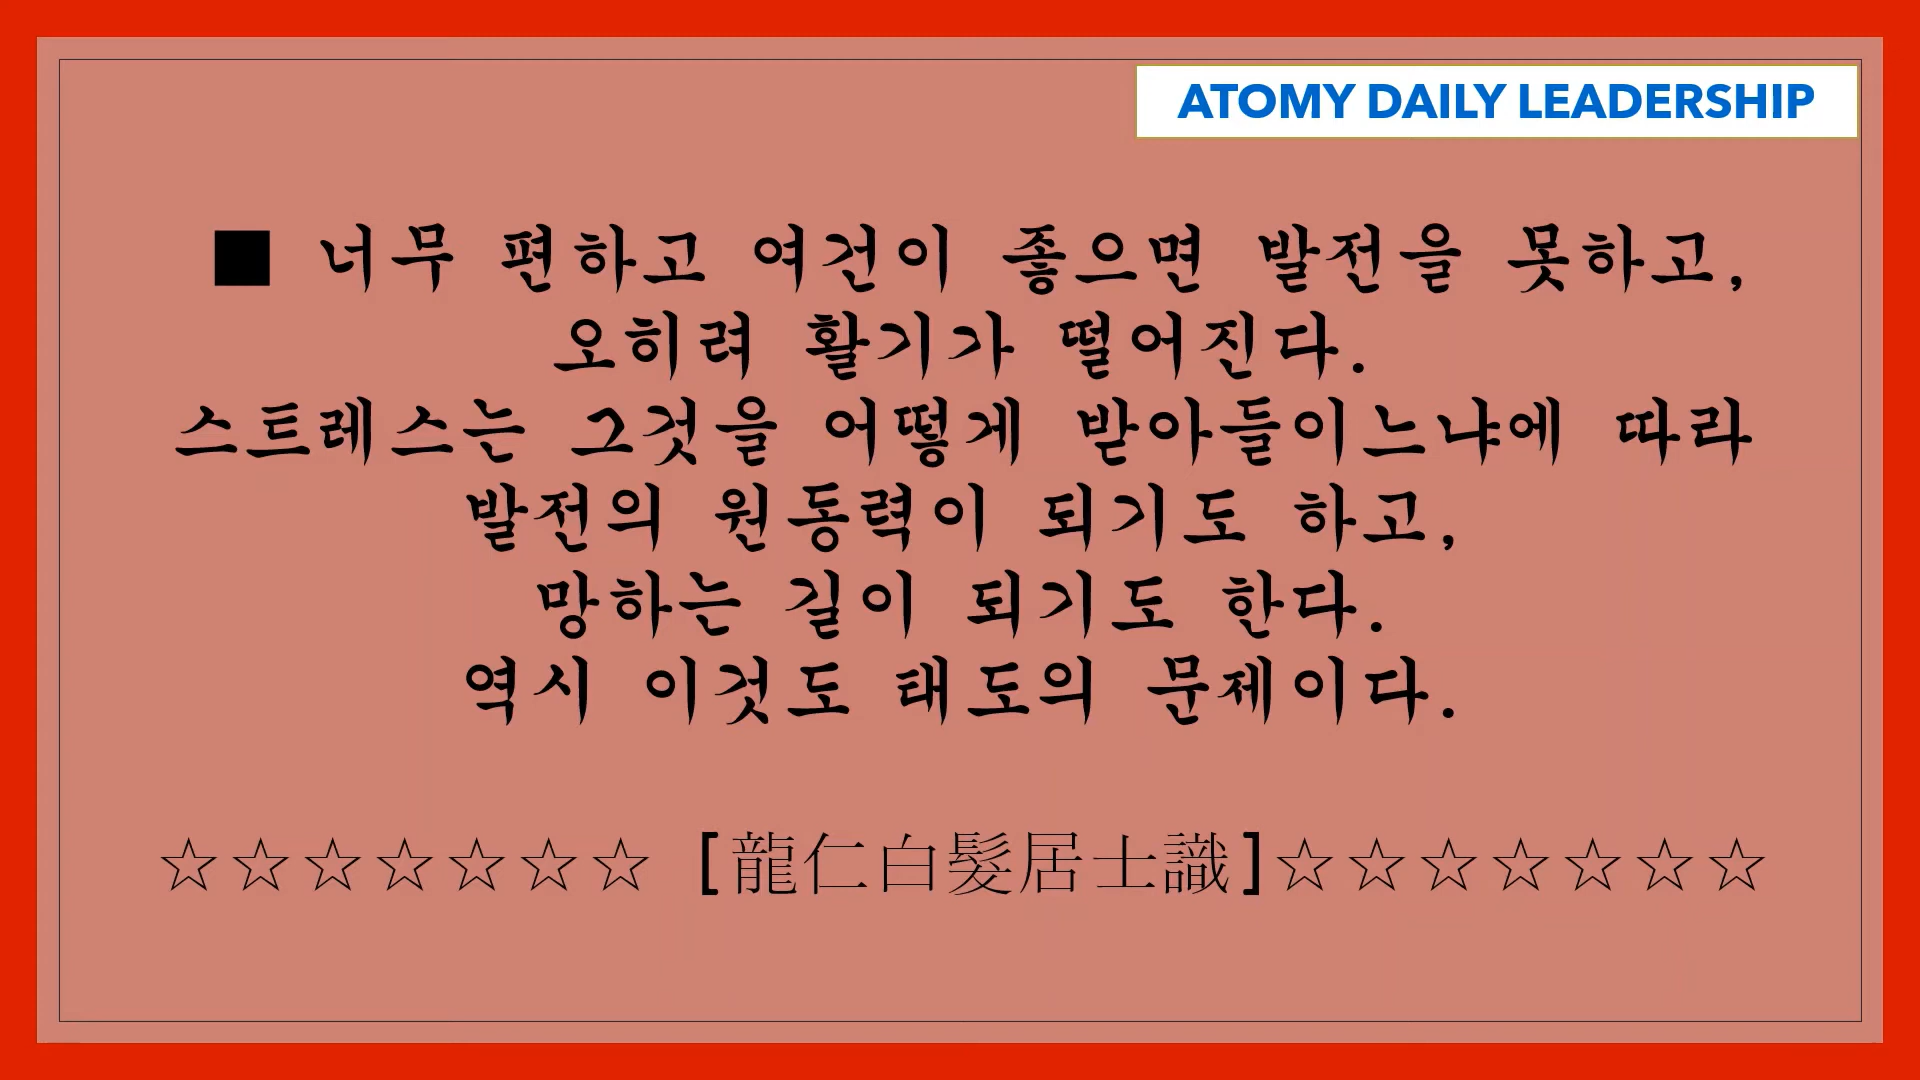 ATOMY DAILY LEADERSHIP
■ 너무 편하고 여건이 좋으면 발전을 못하고,
오히려 활기가 떨어진다.
스트레스는 그것을 어떻게 받아들이느냐에 따라
발전의 원동력이 되기도 하고,
망하는 길이 되기도 한다.
역시 이것도 태도의 문제이다.
☆☆☆☆☆☆☆ [龍仁白髮居士識]☆☆☆☆☆☆☆